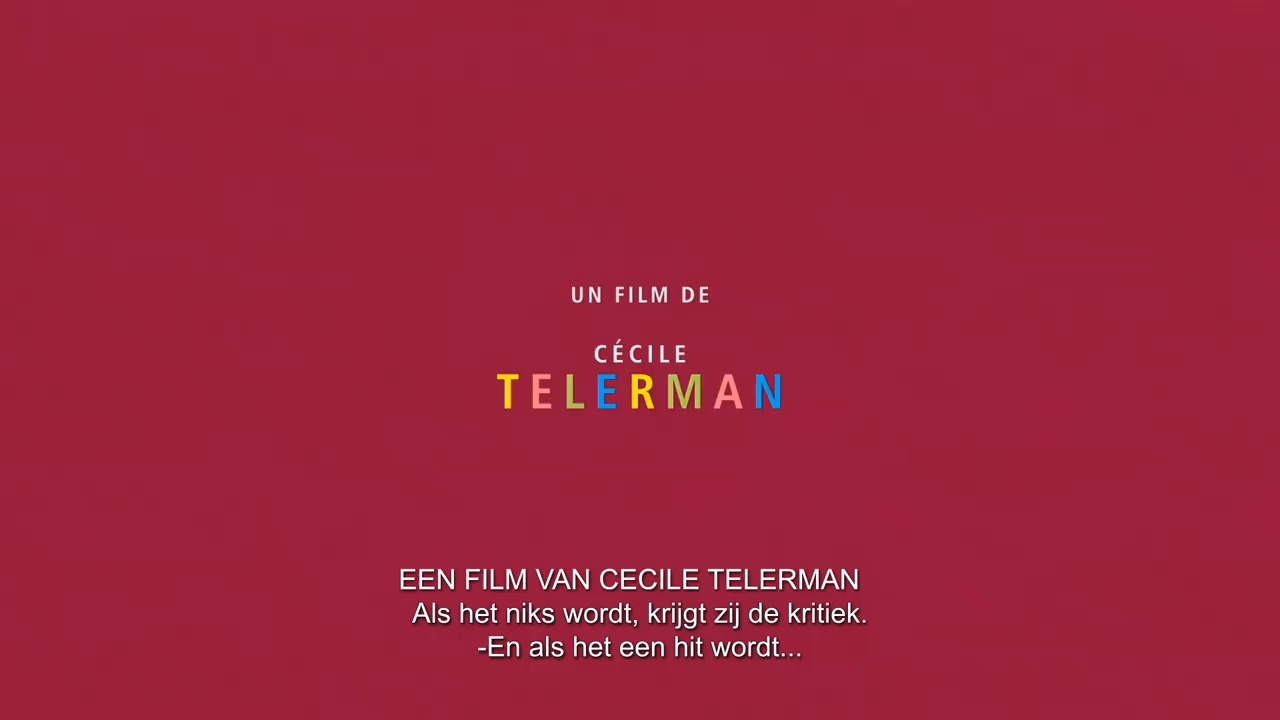 UN FILM DE
CÉCILE
TELERMAN
EEN FILM VAN CECILE TELERMAN
Als het niks wordt, krijgt zij de kritiek.
-En als het een hit wordt...